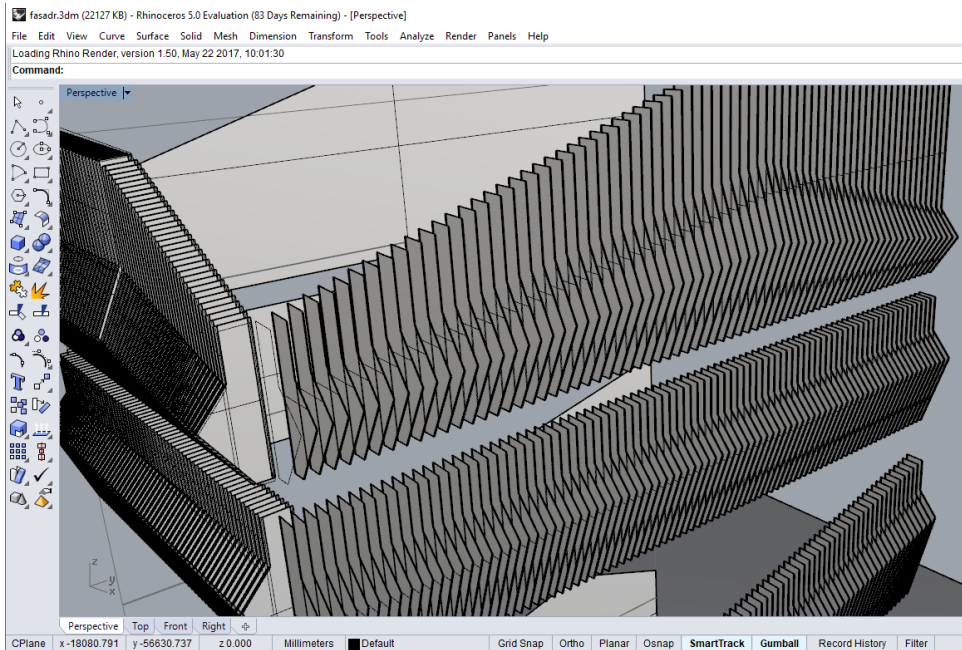 fasadr.3dm (22127 KB) - Rhinoceros 5.0 Evaluation (83 Days Remaining) - [Perspective]
File Edit View Curve Surface Solid Mesh Dimension Transform Tools Analyze Render Panels Help
Loading Rhino Render, version 1.50, May 22 2017, 10:01:30
Command:
Perspective
z
y
x
Perspective Top Front Right
CPlane x -18080.791 y -56630.737 z 0.000 Millimeters Default Grid Snap Ortho Planar Osnap SmartTrack Gumball Record History Filter